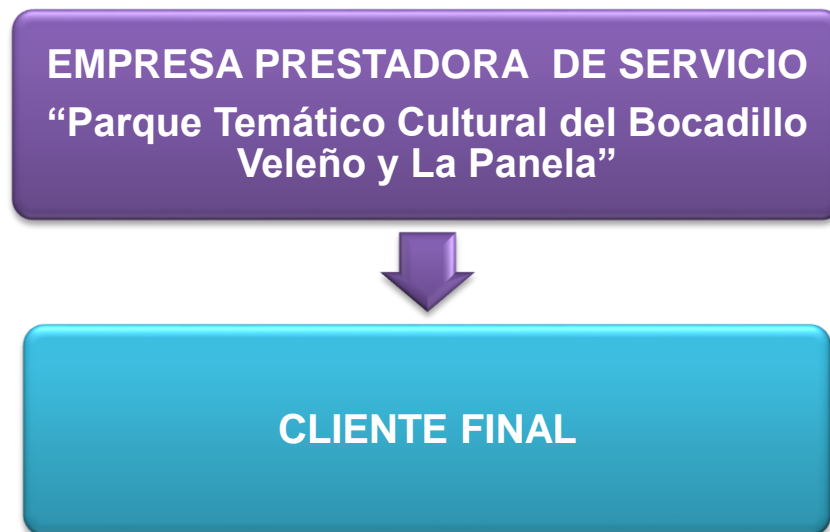 EMPRESA PRESTADORA DE SERVICIO
“Parque Temático Cultural del Bocadillo
Veleño y La Panela”
CLIENTE FINAL